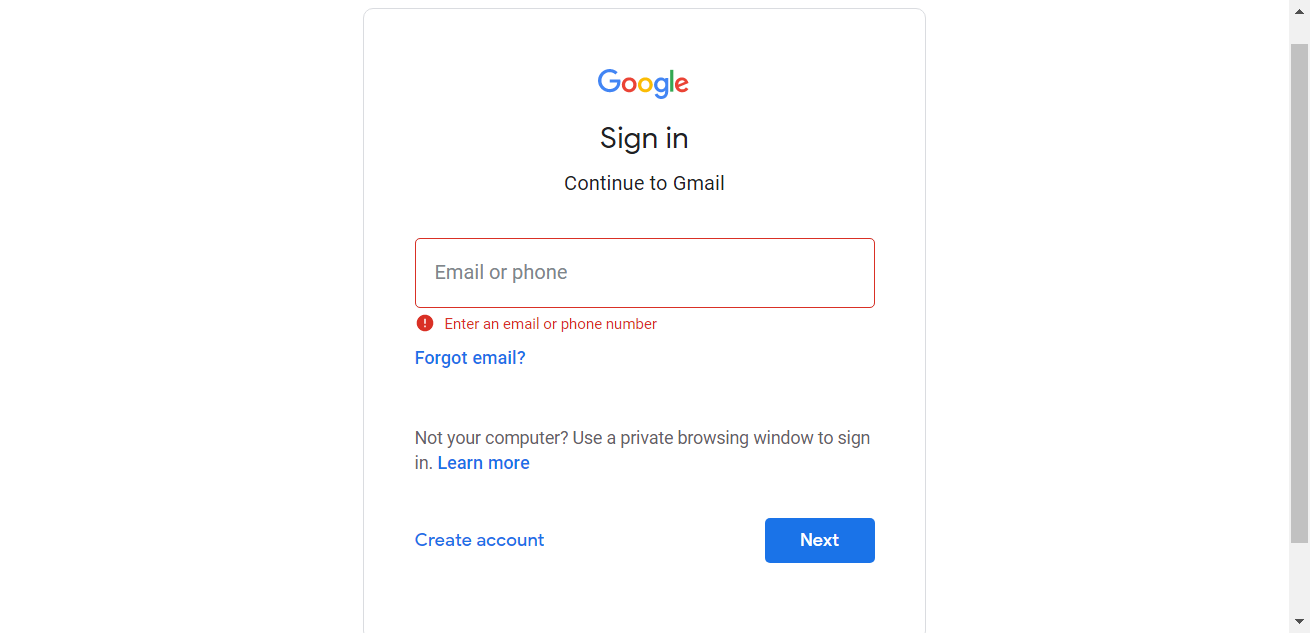 Google
Sign in
Continue to Gmail
Email or phone
Enter an email or phone number
Forgot email?
Not your computer? Use a private browsing window to sign
in. Learn more
Create account
Next